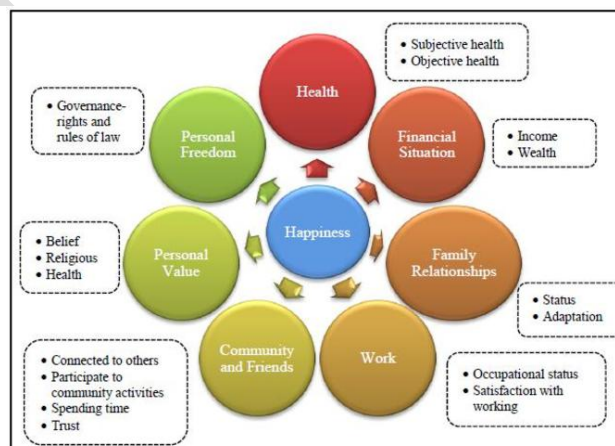 Health
• Subjective health
• Objective health
Financial
Situation
• Income
• Wealth
Family
Relationships
• Status
• Adaptation
Work
• Occupational status
• Satisfaction with
working
Community
and Friends
• Connected to others
• Participate to
community activities
• Spending time
• Trust
Personal
Value
• Belief
• Religious
• Health
Personal
Freedom
• Governance-
rights and
rules of law
Happiness